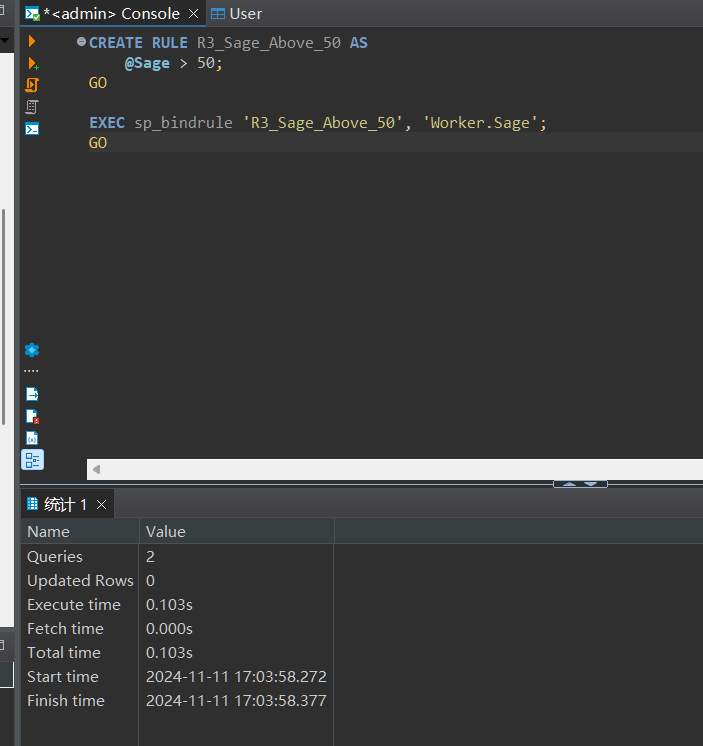 *<admin> Console
User
CREATE RULE R3_Sage_Above_50 AS
@Sage > 50;
GO
EXEC sp_bindrule 'R3_Sage_Above_50', 'Worker.Sage';
GO
统计 1
Name Value
Queries 2
Updated Rows 0
Execute time 0.103s
Fetch time 0.000s
Total time 0.103s
Start time 2024-11-11 17:03:58.272
Finish time 2024-11-11 17:03:58.377